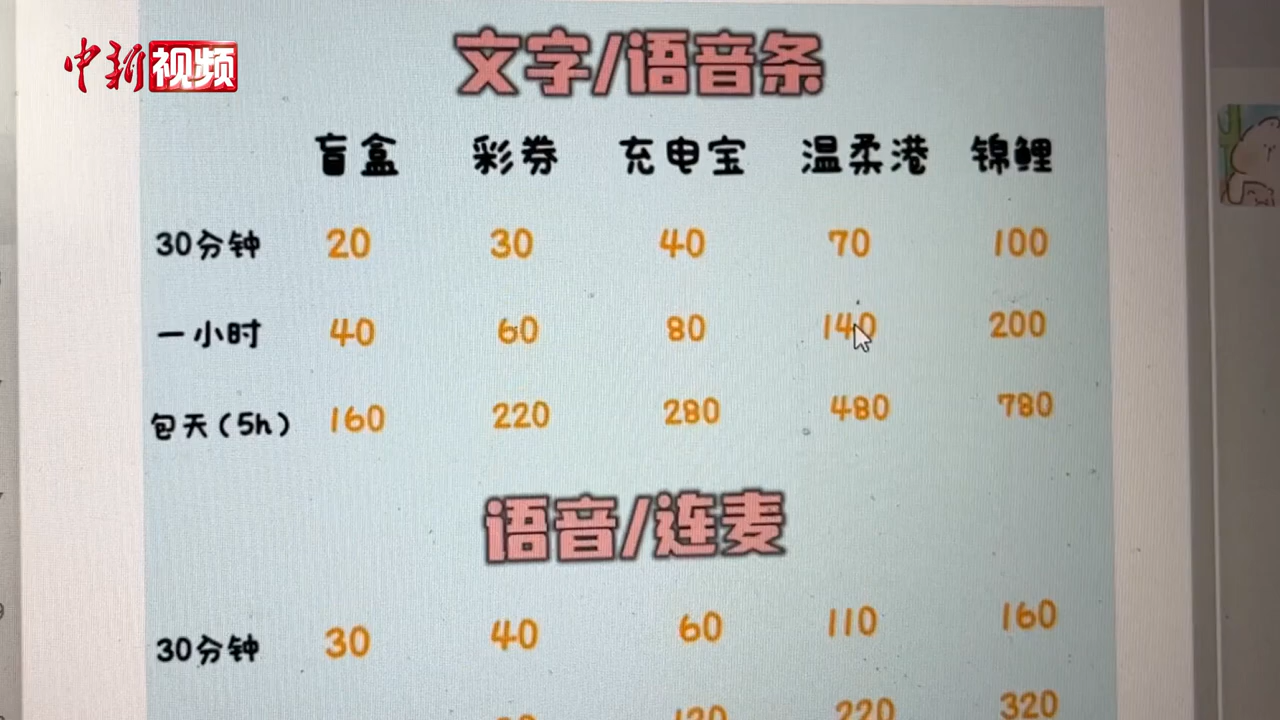 中新视频
文字/语音条
盲盒 彩券 充电宝 温柔港 锦鲤
30分钟 20 30 40 70 100
一小时 40 60 80 140 200
包天(5h) 160 220 280 480 780
语音/连麦
30分钟 30 40 60 110 160
120 220 320